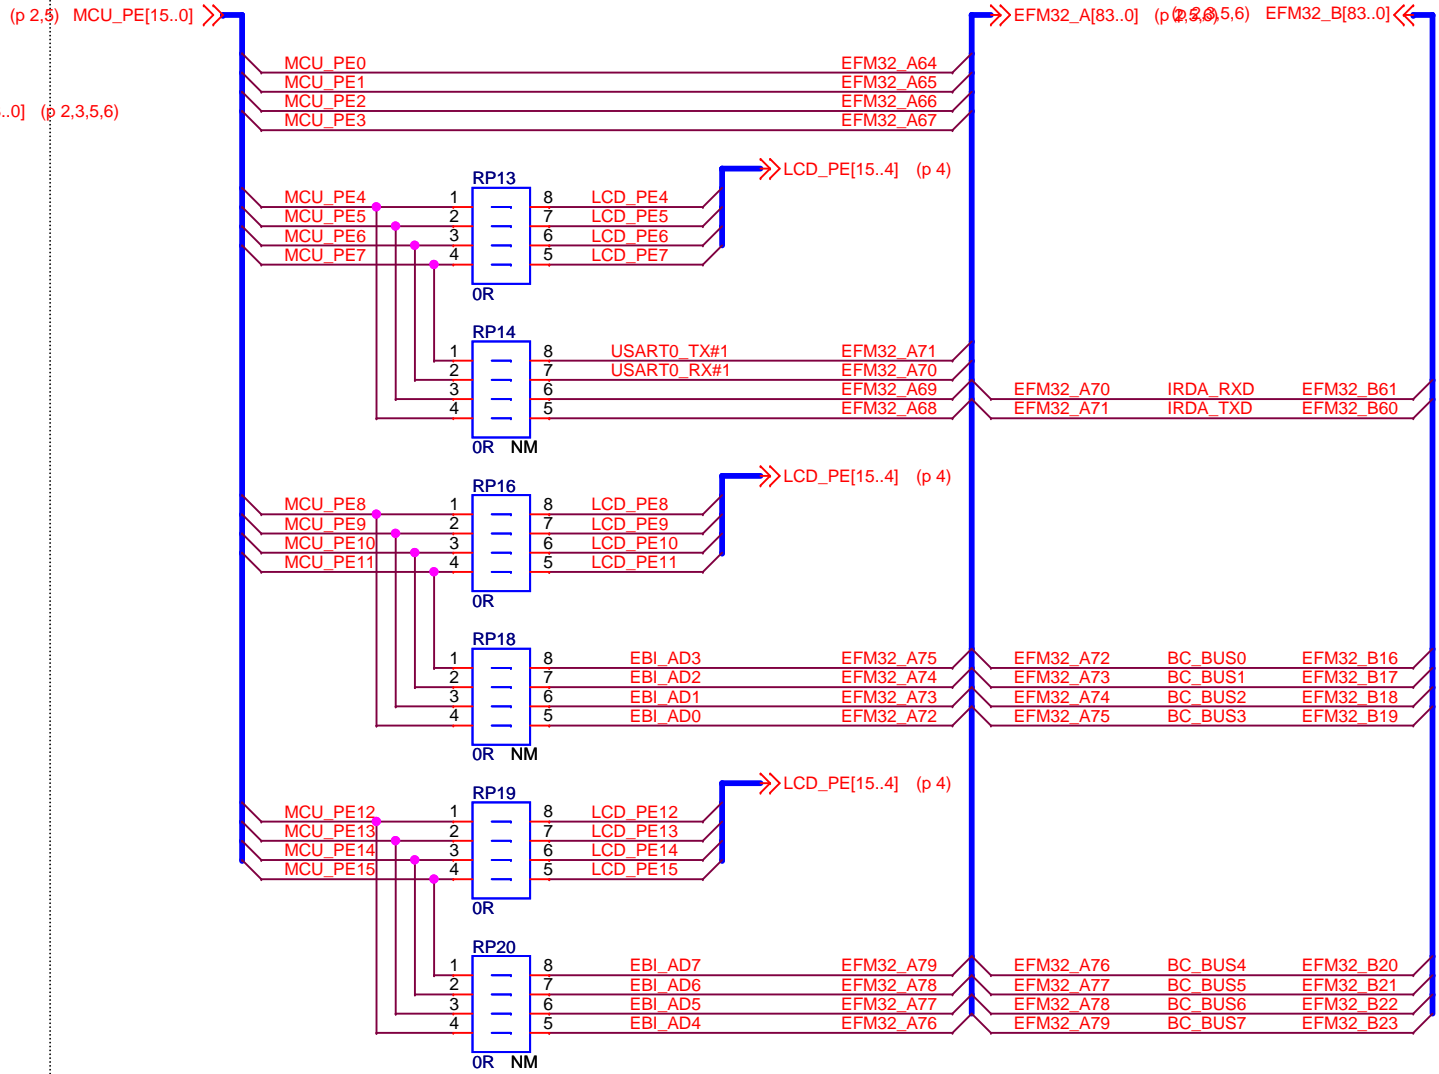 (p 2,5) MCU_PE[15..0] EFM32_A[83..0] (p 2,5,6) (p 2,3,5,6) EFM32_B[83..0]
MCU_PE0 EFM32_A64
MCU_PE1 EFM32_A65
MCU_PE2 EFM32_A66
..0] (p 2,3,5,6)
MCU_PE3 EFM32_A67
LCD_PE[15..4] (p 4)
RP13
MCU_PE4 1 8 LCD_PE4
MCU_PE5 2 7 LCD_PE5
MCU_PE6 3 6 LCD_PE6
MCU_PE7 4 5 LCD_PE7
0R
RP14
1 8 USART0_TX#1 EFM32_A71
2 7 USART0_RX#1 EFM32_A70
3 6 EFM32_A69 EFM32_A70 IRDA_RXD EFM32_B61
4 5 EFM32_A68 EFM32_A71 IRDA_TXD EFM32_B60
0R NM
LCD_PE[15..4] (p 4)
RP16
MCU_PE8 1 8 LCD_PE8
MCU_PE9 2 7 LCD_PE9
MCU_PE10 3 6 LCD_PE10
MCU_PE11 4 5 LCD_PE11
0R
RP18
1 8 EBI_AD3 EFM32_A75 EFM32_A72 BC_BUS0 EFM32_B16
2 7 EBI_AD2 EFM32_A74 EFM32_A73 BC_BUS1 EFM32_B17
3 6 EBI_AD1 EFM32_A73 EFM32_A74 BC_BUS2 EFM32_B18
4 5 EBI_AD0 EFM32_A72 EFM32_A75 BC_BUS3 EFM32_B19
0R NM
LCD_PE[15..4] (p 4)
RP19
MCU_PE12 1 8 LCD_PE12
MCU_PE13 2 7 LCD_PE13
MCU_PE14 3 6 LCD_PE14
MCU_PE15 4 5 LCD_PE15
0R
RP20
1 8 EBI_AD7 EFM32_A79 EFM32_A76 BC_BUS4 EFM32_B20
2 7 EBI_AD6 EFM32_A78 EFM32_A77 BC_BUS5 EFM32_B21
3 6 EBI_AD5 EFM32_A77 EFM32_A78 BC_BUS6 EFM32_B22
4 5 EBI_AD4 EFM32_A76 EFM32_A79 BC_BUS7 EFM32_B23
0R NM